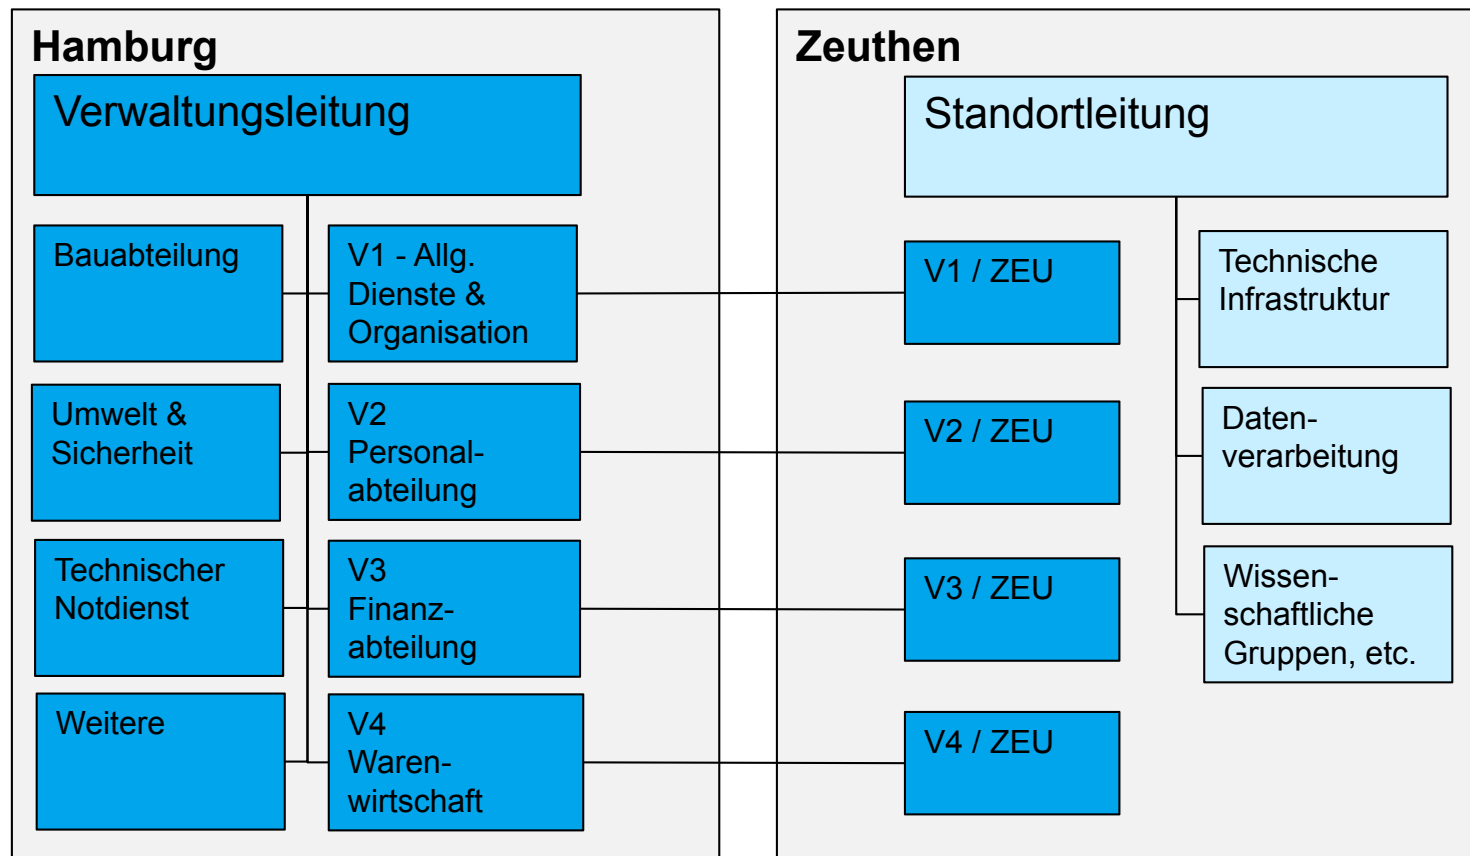 Hamburg
Verwaltungsleitung
Bauabteilung
V1 - Allg.
Dienste &
Organisation
Umwelt &
Sicherheit
V2
Personal-
abteilung
Technischer
Notdienst
V3
Finanz-
abteilung
Weitere
V4
Waren-
wirtschaft
Zeuthen
Standortleitung
V1 / ZEU
Technische
Infrastruktur
V2 / ZEU
Daten-
verarbeitung
V3 / ZEU
Wissen-
schaftliche
Gruppen, etc.
V4 / ZEU